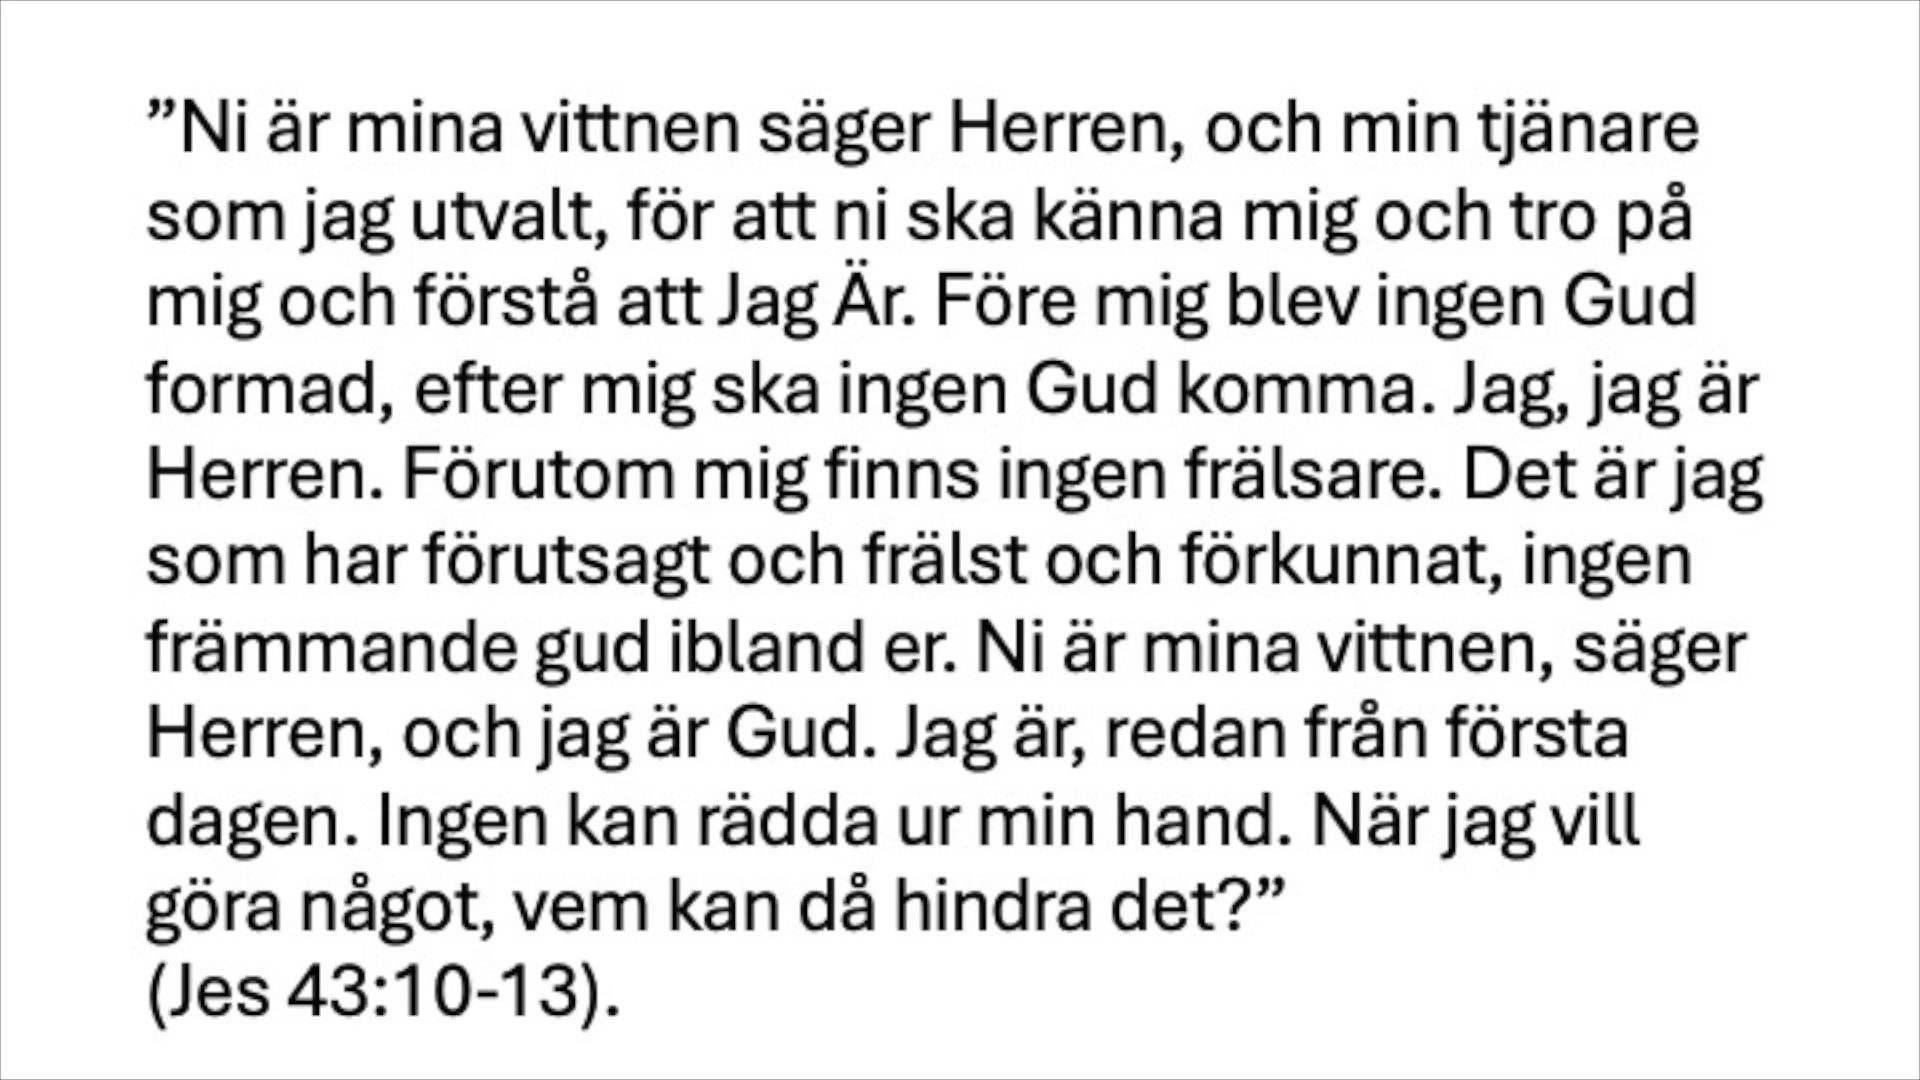 ”Ni är mina vittnen säger Herren, och min tjänare
som jag utvalt, för att ni ska känna mig och tro på
mig och förstå att Jag Är. Före mig blev ingen Gud
formad, efter mig ska ingen Gud komma. Jag, jag är
Herren. Förutom mig finns ingen frälsare. Det är jag
som har förutsagt och frälst och förkunnat, ingen
främmande gud ibland er. Ni är mina vittnen, säger
Herren, och jag är Gud. Jag är, redan från första
dagen. Ingen kan rädda ur min hand. När jag vill
göra något, vem kan då hindra det?”
(Jes 43:10-13).